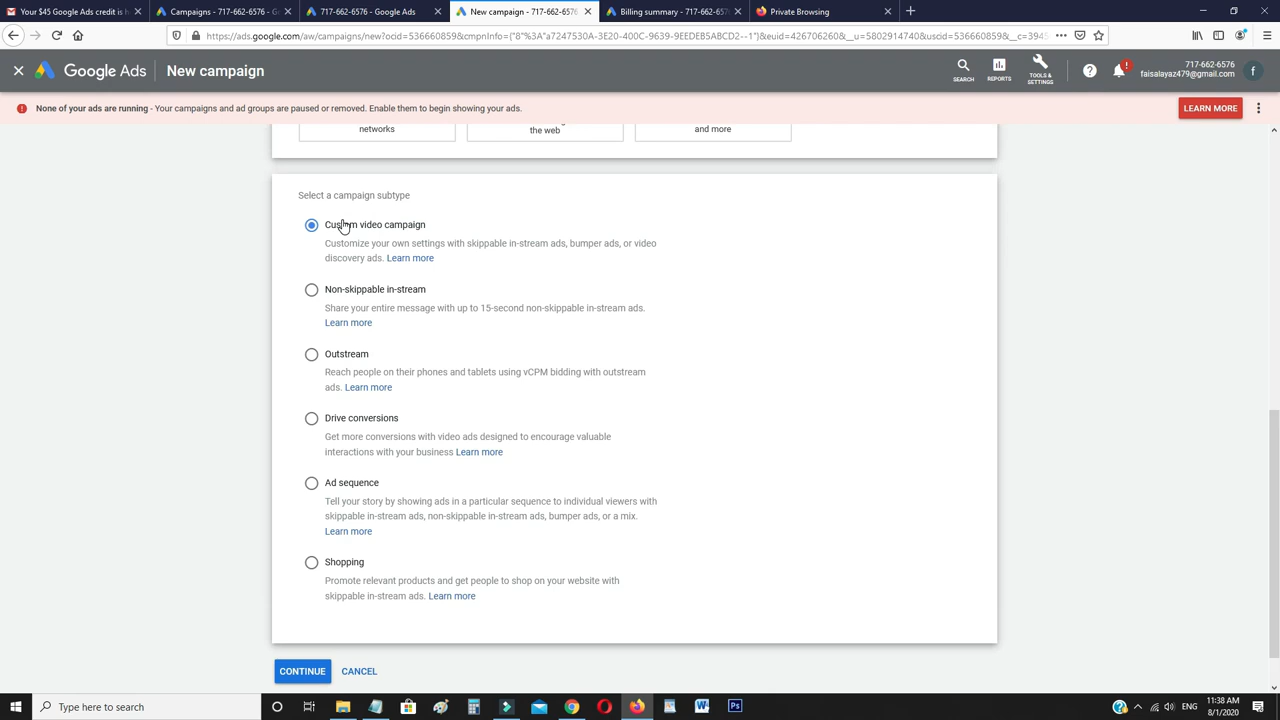 Your $45 Google Ads credit is h
Campaigns - 717-662-6576 - G
717-662-6576 - Google Ads
New campaign - 717-662-6576
Billing summary - 717-662-657
Private Browsing
https://ads.google.com/aw/campaigns/new?ocid=536660859&cmpnInfo={"8"%3A"a7247530A-3E20-400C-9639-9EEDEB5ABCD2--1"}&euid=426706260&__u=5802914740&uscid=536660859&__c=3945
Google Ads
New campaign
SEARCH
REPORTS
TOOLS &
SETTINGS
717-662-6576
faisalayaz479@gmail.com
f
None of your ads are running - Your campaigns and ad groups are paused or removed. Enable them to begin showing your ads.
LEARN MORE
networks
the web
and more
Select a campaign subtype
Custom video campaign
Customize your own settings with skippable in-stream ads, bumper ads, or video
discovery ads. Learn more
Non-skippable in-stream
Share your entire message with up to 15-second non-skippable in-stream ads.
Learn more
Outstream
Reach people on their phones and tablets using vCPM bidding with outstream
ads. Learn more
Drive conversions
Get more conversions with video ads designed to encourage valuable
interactions with your business Learn more
Ad sequence
Tell your story by showing ads in a particular sequence to individual viewers with
skippable in-stream ads, non-skippable in-stream ads, bumper ads, or a mix.
Learn more
Shopping
Promote relevant products and get people to shop on your website with
skippable in-stream ads. Learn more
CONTINUE
CANCEL
Type here to search
ENG
11:38 AM
8/1/2020